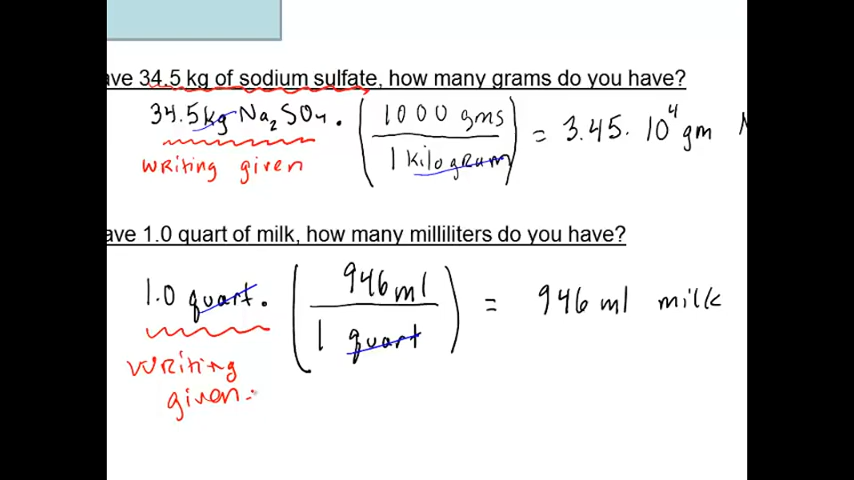 ave 34.5 kg of sodium sulfate, how many grams do you have?
34.5 kg Na₂SO₄ · (1000 gms / 1 kilogram) = 3.45 · 10⁴ gm N
writing given
ave 1.0 quart of milk, how many milliliters do you have?
1.0 quart · (946 ml / 1 quart) = 946 ml milk
writing
given